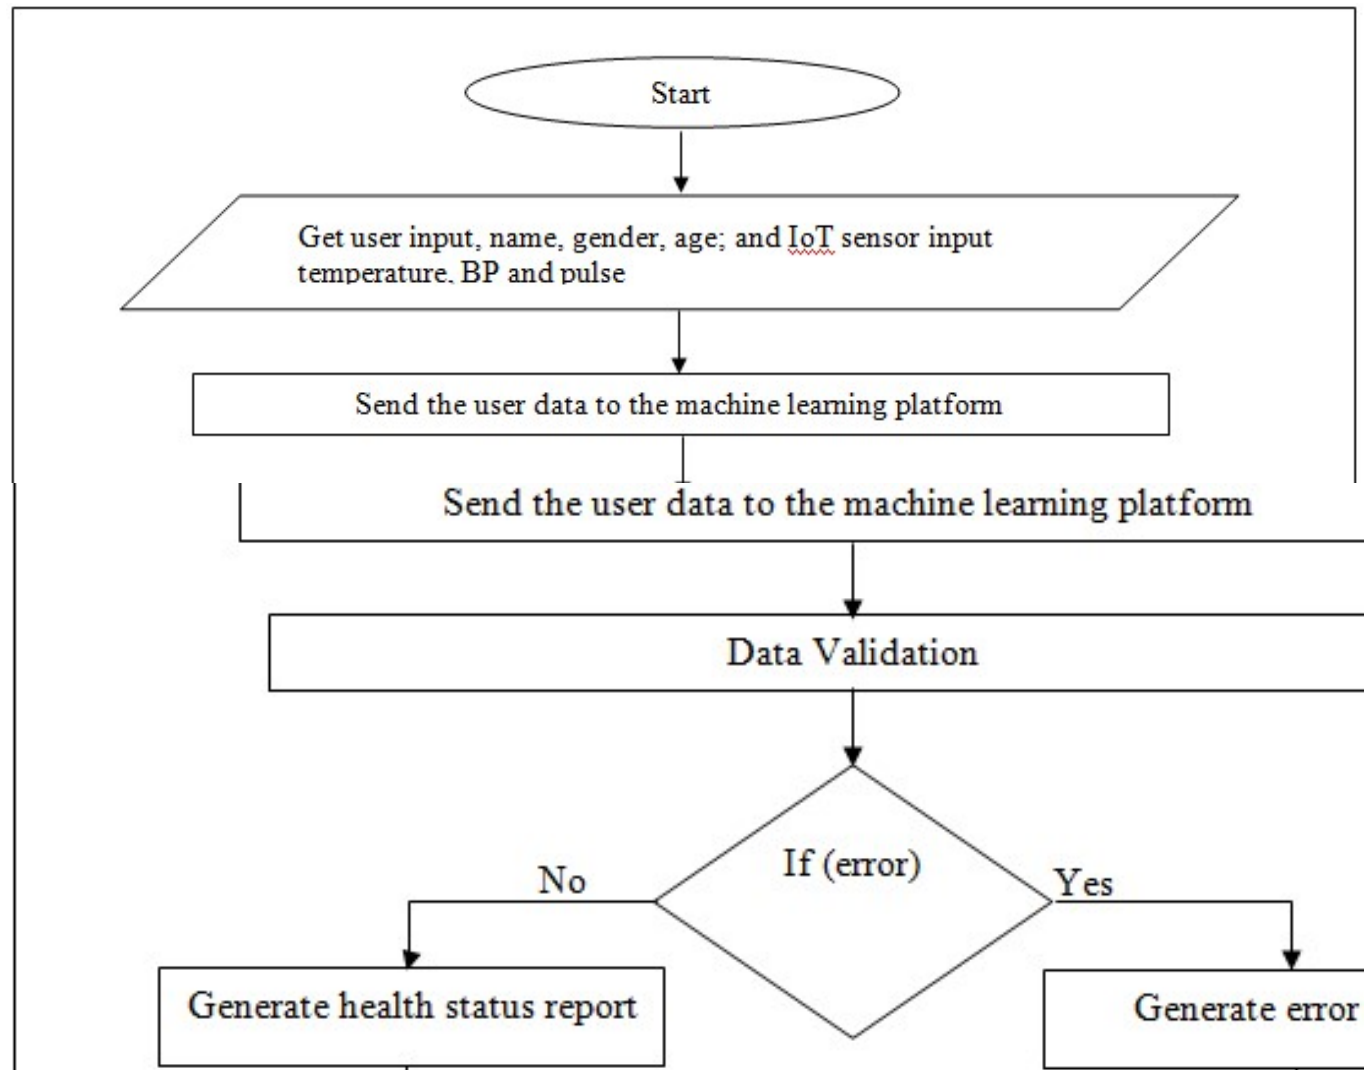 Start
Get user input, name, gender, age; and IoT sensor input
temperature, BP and pulse
Send the user data to the machine learning platform
Send the user data to the machine learning platform
Data Validation
If (error)
No
Yes
Generate health status report
Generate error